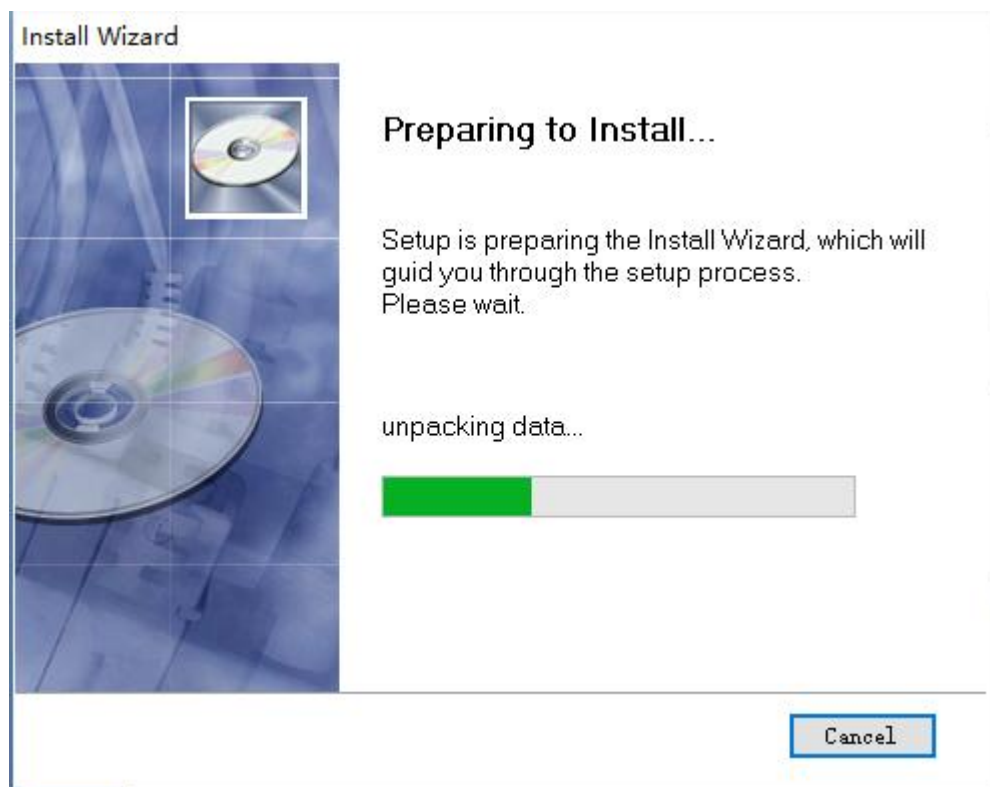 Install Wizard
Preparing to Install...
Setup is preparing the Install Wizard, which will
guid you through the setup process.
Please wait.
unpacking data...
Cancel